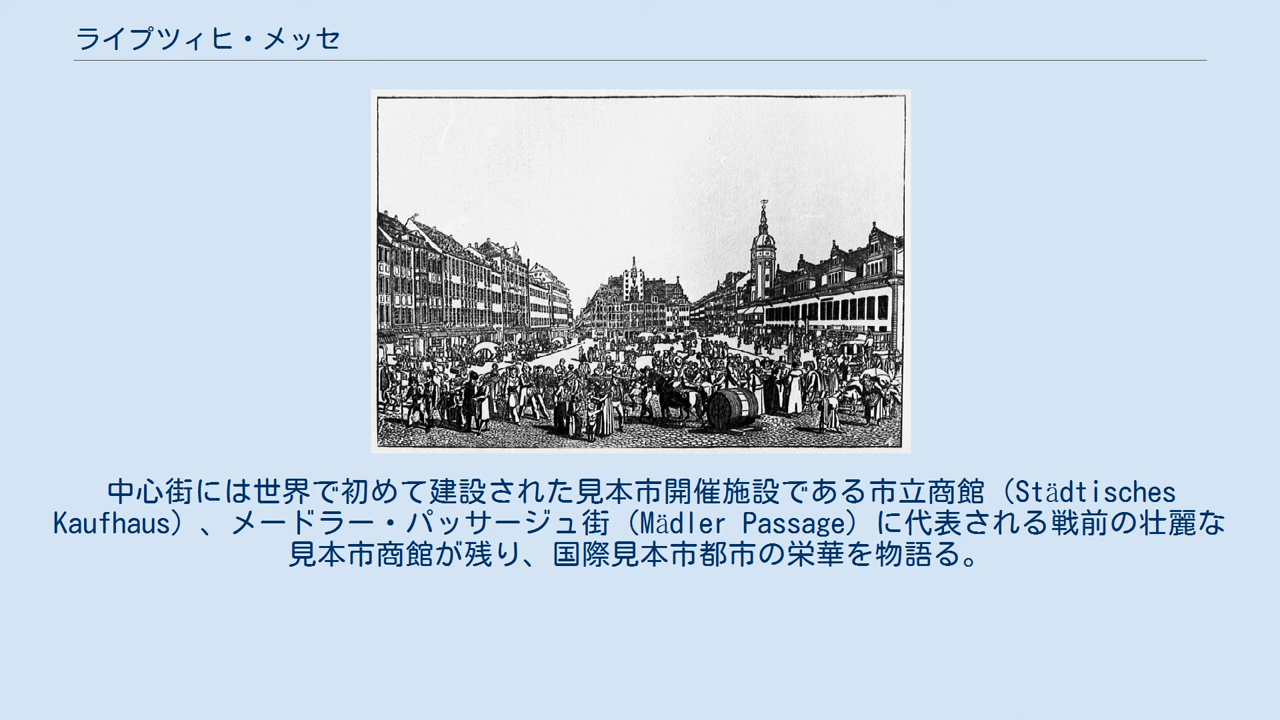 ライプツィヒ・メッセ
中心街には世界で初めて建設された見本市開催施設である市立商館（Städtisches
Kaufhaus）、メードラー・パッサージュ街（Mädler Passage）に代表される戦前の壮麗な
見本市商館が残り、国際見本市都市の栄華を物語る。